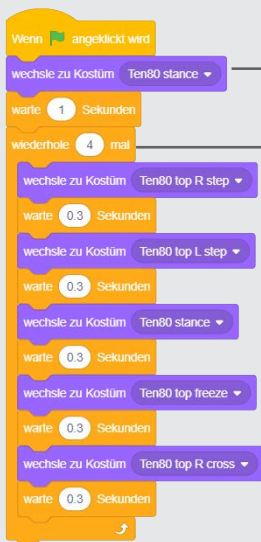 Wenn angeklickt wird
wechsle zu Kostüm Ten80 stance
warte 1 Sekunden
wiederhole 4 mal
wechsle zu Kostüm Ten80 top R step
warte 0.3 Sekunden
wechsle zu Kostüm Ten80 top L step
warte 0.3 Sekunden
wechsle zu Kostüm Ten80 stance
warte 0.3 Sekunden
wechsle zu Kostüm Ten80 top freeze
warte 0.3 Sekunden
wechsle zu Kostüm Ten80 top R cross
warte 0.3 Sekunden